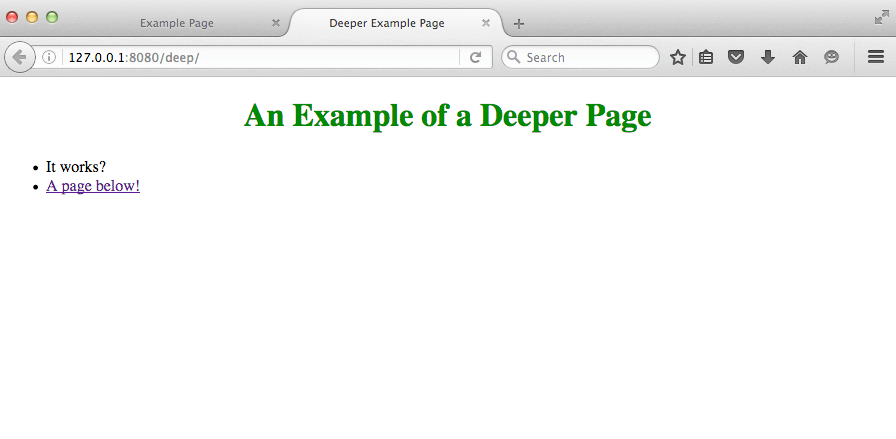 Example Page
Deeper Example Page
127.0.0.1:8080/deep/
Search
An Example of a Deeper Page
It works?
A page below!